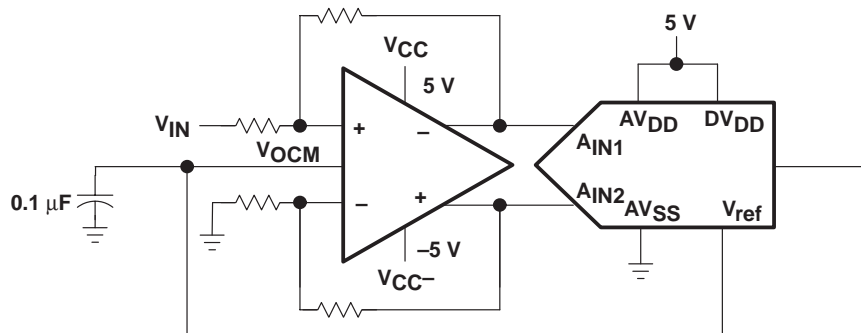 5 V
VCC
5 V
VIN
+
−
AVDD
DVDD
AIN1
VOCM
0.1 μF
−
+
AIN2
AVSS
Vref
−5 V
VCC−